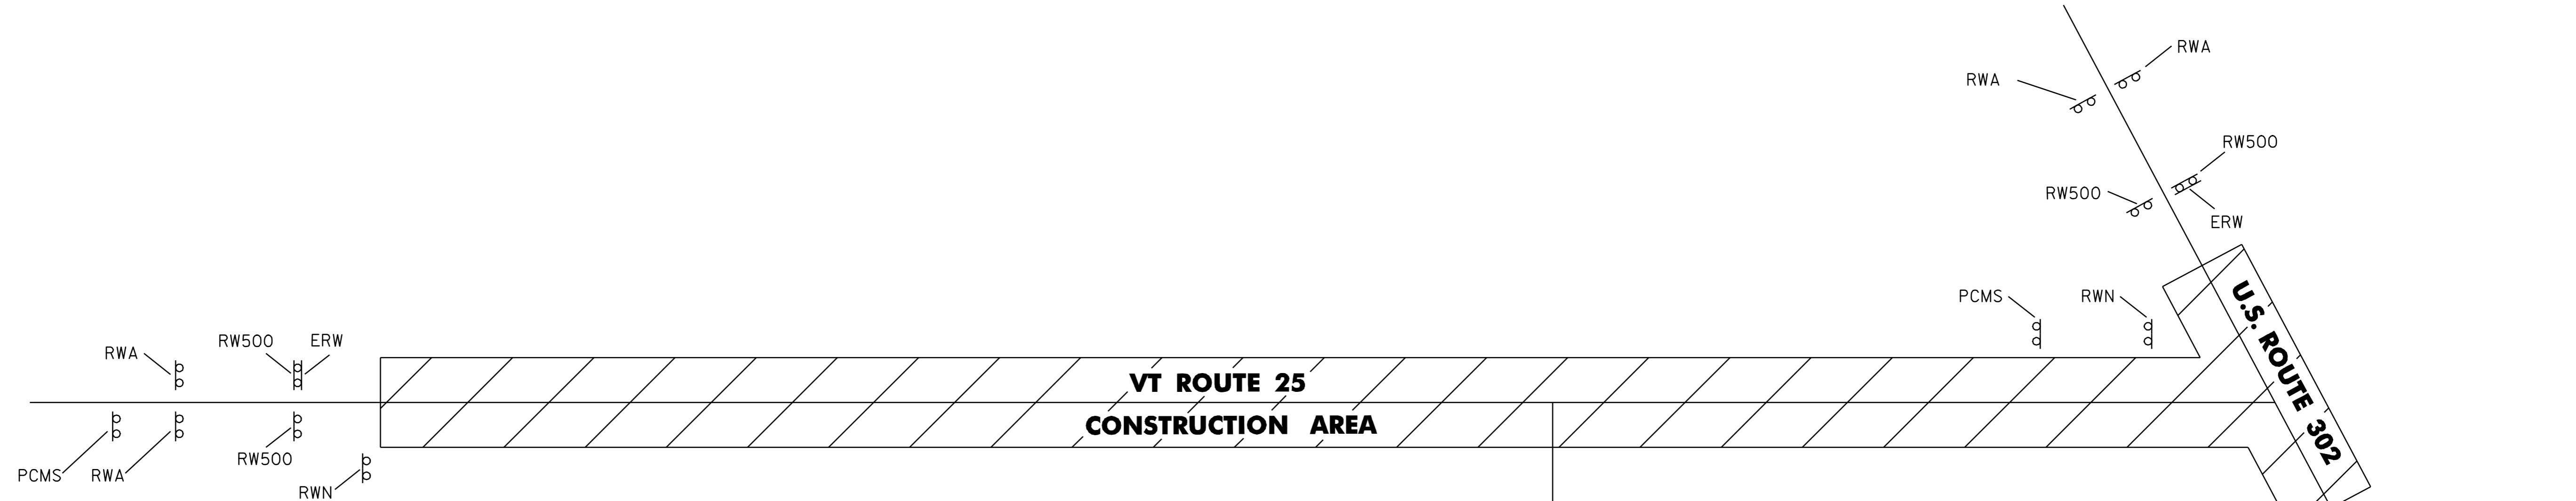 RWA
RWA
RW500
RW500
ERW
PCMS
RWN
U.S. ROUTE 302
RWA
RW500
ERW
VT ROUTE 25
CONSTRUCTION AREA
PCMS
RWA
RW500
RWN